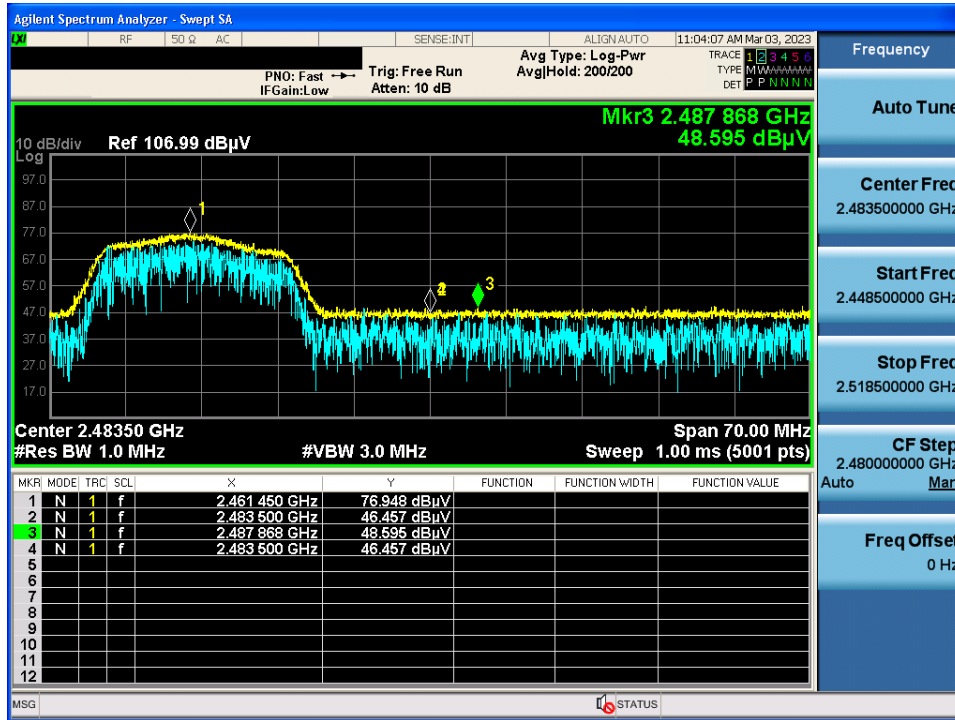 Agilent Spectrum Analyzer - Swept SA
LXI RF 50 Ω AC SENSE:INT ALIGN AUTO 11:04:07 AM Mar 03, 2023
Frequency
PNO: Fast Trig: Free Run Avg Type: Log-Pwr TRACE 1 2 3 4 5 6
IFGain:Low Atten: 10 dB Avg|Hold: 200/200 TYPE M WWWWW
DET P P N N N N
Mkr3 2.487 868 GHz
48.595 dBµV
10 dB/div Ref 106.99 dBµV
Log
97.0
87.0
77.0
67.0
57.0
47.0
37.0
27.0
17.0
1
2
3
Center 2.48350 GHz Span 70.00 MHz
#Res BW 1.0 MHz #VBW 3.0 MHz Sweep 1.00 ms (5001 pts)
MKR MODE TRC SCL X Y FUNCTION FUNCTION WIDTH FUNCTION VALUE
1 N 1 f 2.461 450 GHz 76.948 dBµV
2 N 1 f 2.483 500 GHz 46.457 dBµV
3 N 1 f 2.487 868 GHz 48.595 dBµV
4 N 1 f 2.483 500 GHz 46.457 dBµV
5
6
7
8
9
10
11
12
MSG STATUS
Auto Tune
Center Freq
2.483500000 GHz
Start Freq
2.448500000 GHz
Stop Freq
2.518500000 GHz
CF Step
2.480000000 GHz
Auto Man
Freq Offset
0 Hz